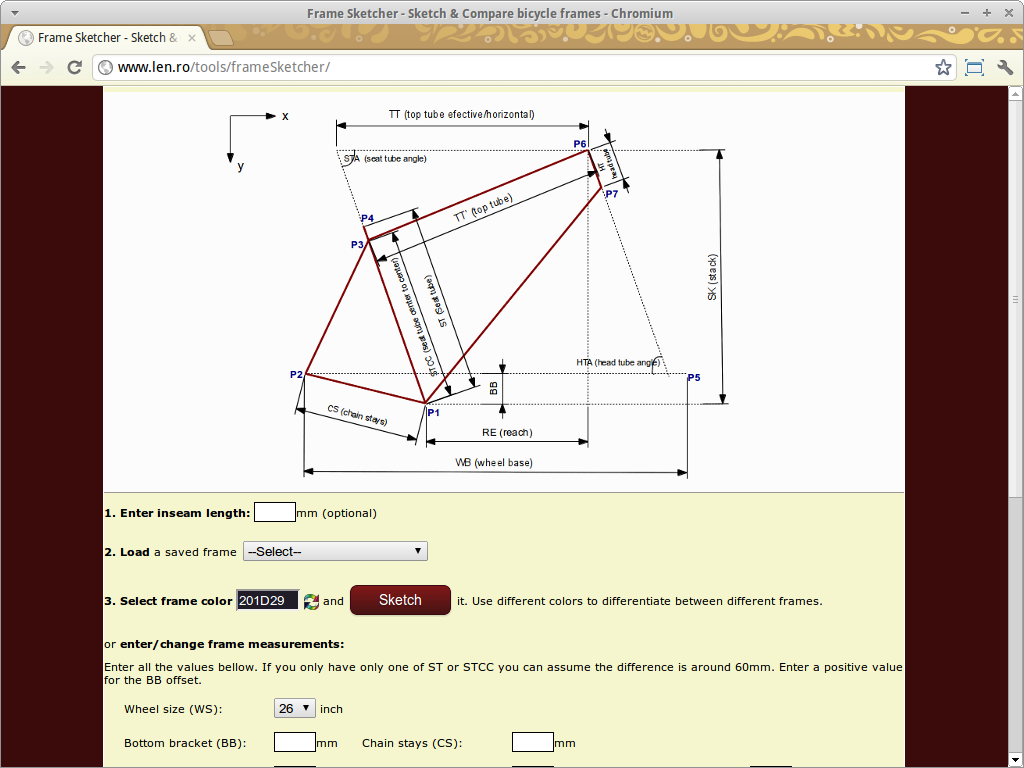 Frame Sketcher - Sketch & Compare bicycle frames - Chromium
Frame Sketcher - Sketch &
www.len.ro/tools/frameSketcher/
x
y
TT (top tube efective/horizontal)
STA (seat tube angle)
P6
HT
head tube
P7
P4
P3
TT' (top tube)
STCC (seat tube center to center)
ST (Seat tube)
SK (stack)
HTA (head tube angle)
P2
P5
BB
P1
CS (chain stays)
RE (reach)
WB (wheel base)
1. Enter inseam length: mm (optional)
2. Load a saved frame --Select--
3. Select frame color 201D29 and Sketch it. Use different colors to differentiate between different frames.
or enter/change frame measurements:
Enter all the values bellow. If you only have only one of ST or STCC you can assume the difference is around 60mm. Enter a positive value
for the BB offset.
Wheel size (WS): 26 inch
Bottom bracket (BB): mm Chain stays (CS): mm